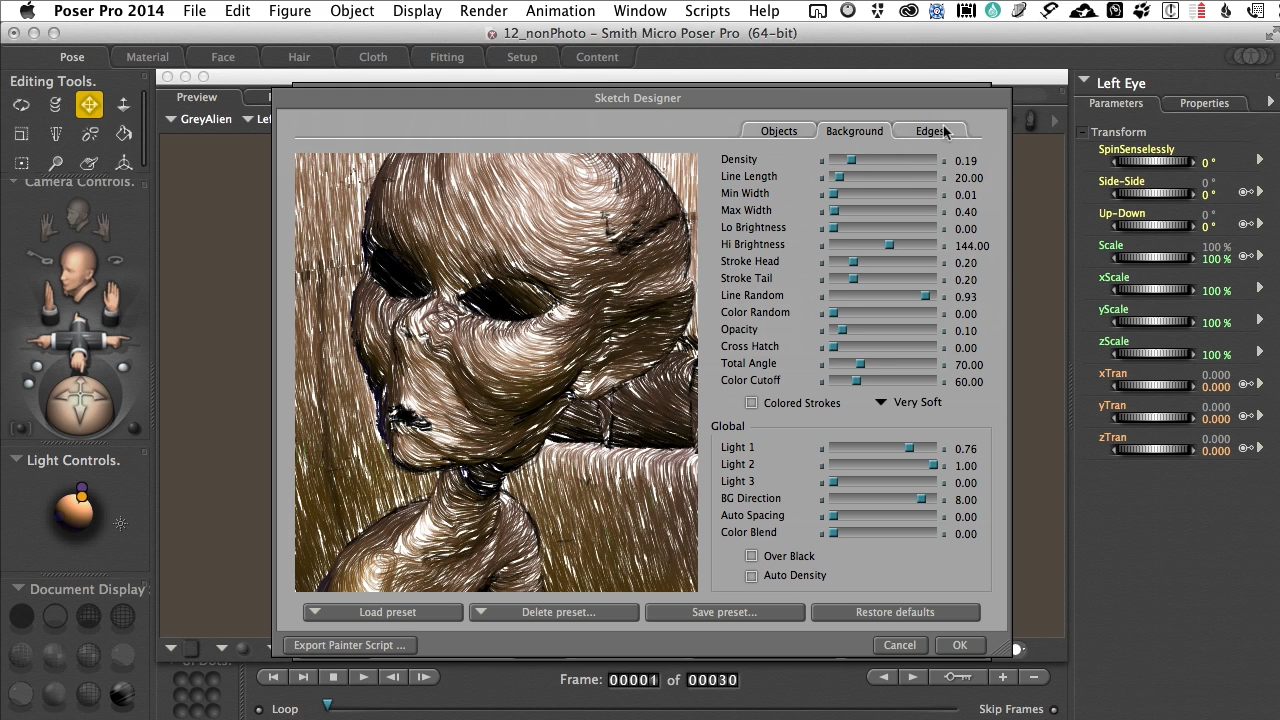 Poser Pro 2014 File Edit Figure Object Display Render Animation Window Scripts Help
12_nonPhoto - Smith Micro Poser Pro (64-bit)
Pose Material Face Hair Cloth Fitting Setup Content
Editing Tools.
Camera Controls.
Light Controls.
Document Display
Preview
GreyAlien
Sketch Designer
Objects Background Edges
Density 0.19
Line Length 20.00
Min Width 0.01
Max Width 0.40
Lo Brightness 0.00
Hi Brightness 144.00
Stroke Head 0.20
Stroke Tail 0.20
Line Random 0.93
Color Random 0.00
Opacity 0.10
Cross Hatch 0.00
Total Angle 70.00
Color Cutoff 60.00
Colored Strokes Very Soft
Global
Light 1 0.76
Light 2 1.00
Light 3 0.00
BG Direction 8.00
Auto Spacing 0.00
Color Blend 0.00
Over Black
Auto Density
Load preset Delete preset... Save preset... Restore defaults
Export Painter Script ... Cancel OK
Left Eye
Parameters Properties
Transform
SpinSenselessly
0 °
Side-Side 0 °
0 °
Up-Down 0 °
0 °
Scale 100 %
100 %
xScale
100 %
yScale
100 %
zScale
100 %
xTran 0.000
0.000
yTran 0.000
0.000
zTran 0.000
0.000
Frame: 00001 of 00030
Loop Skip Frames